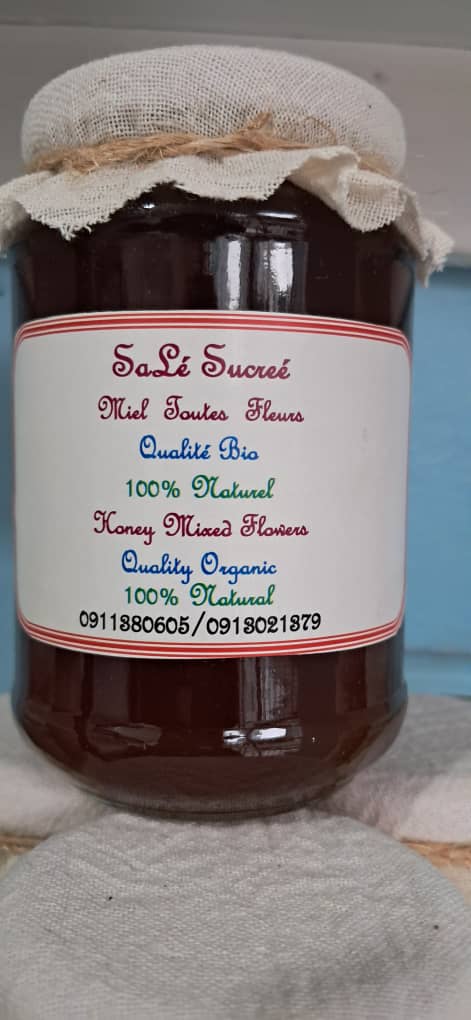 SaLé Sucreé
Miel Toutes Fleurs
Qualité Bio
100% Naturel
Honey Mixed Flowers
Quality Organic
100% Natural
0911380605/0913021379